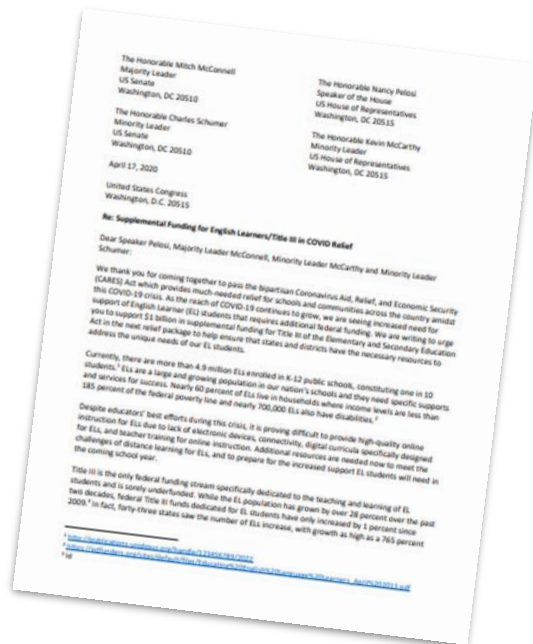 The Honorable Mitch McConnell
Majority Leader
US Senate
Washington, DC 20510
The Honorable Charles Schumer
Minority Leader
US Senate
Washington, DC 20510
The Honorable Nancy Pelosi
Speaker of the House
US House of Representatives
Washington, DC 20515
The Honorable Kevin McCarthy
Minority Leader
US House of Representatives
Washington, DC 20515
April 17, 2020
United States Congress
Washington, D.C. 20515
Re: Supplemental Funding for English Learners/Title III in COVID Relief
Dear Speaker Pelosi, Majority Leader McConnell, Minority Leader McCarthy and Minority Leader
Schumer:
We thank you for coming together to pass the bipartisan Coronavirus Aid, Relief, and Economic Security
(CARES) Act which provides much-needed relief for schools and communities across the country amidst
this COVID-19 crisis. As the reach of COVID-19 continues to grow, we are seeing increased need for
support of English Learner (EL) students that requires additional federal funding. We are writing to urge
you to support $1 billion in supplemental funding for Title III of the Elementary and Secondary Education
Act in the next relief package to help ensure that states and districts have the necessary resources to
address the unique needs of our EL students.
Currently, there are more than 4.9 million ELs enrolled in K-12 public schools, constituting one in 10
students.¹ ELs are a large and growing population in our nation's schools and they need specific supports
and services for success. Nearly 60 percent of ELs live in households where income levels are less than
185 percent of the federal poverty line and nearly 700,000 ELs also have disabilities.²
Despite educators' best efforts during this crisis, it is proving difficult to provide high-quality online
instruction for ELs due to lack of electronic devices, connectivity, digital curricula specifically designed
for ELs, and teacher training for online instruction. Additional resources are needed now to meet the
challenges of distance learning for ELs, and to prepare for the increased support EL students will need in
the coming school year.
Title III is the only federal funding stream specifically dedicated to the teaching and learning of EL
students and is sorely underfunded. While the EL population has grown by over 28 percent over the past
two decades, federal Title III funds dedicated for EL students have only increased by 1 percent since
2009.³ In fact, forty-three states saw the number of ELs increase, with growth as high as a 765 percent
³ Id